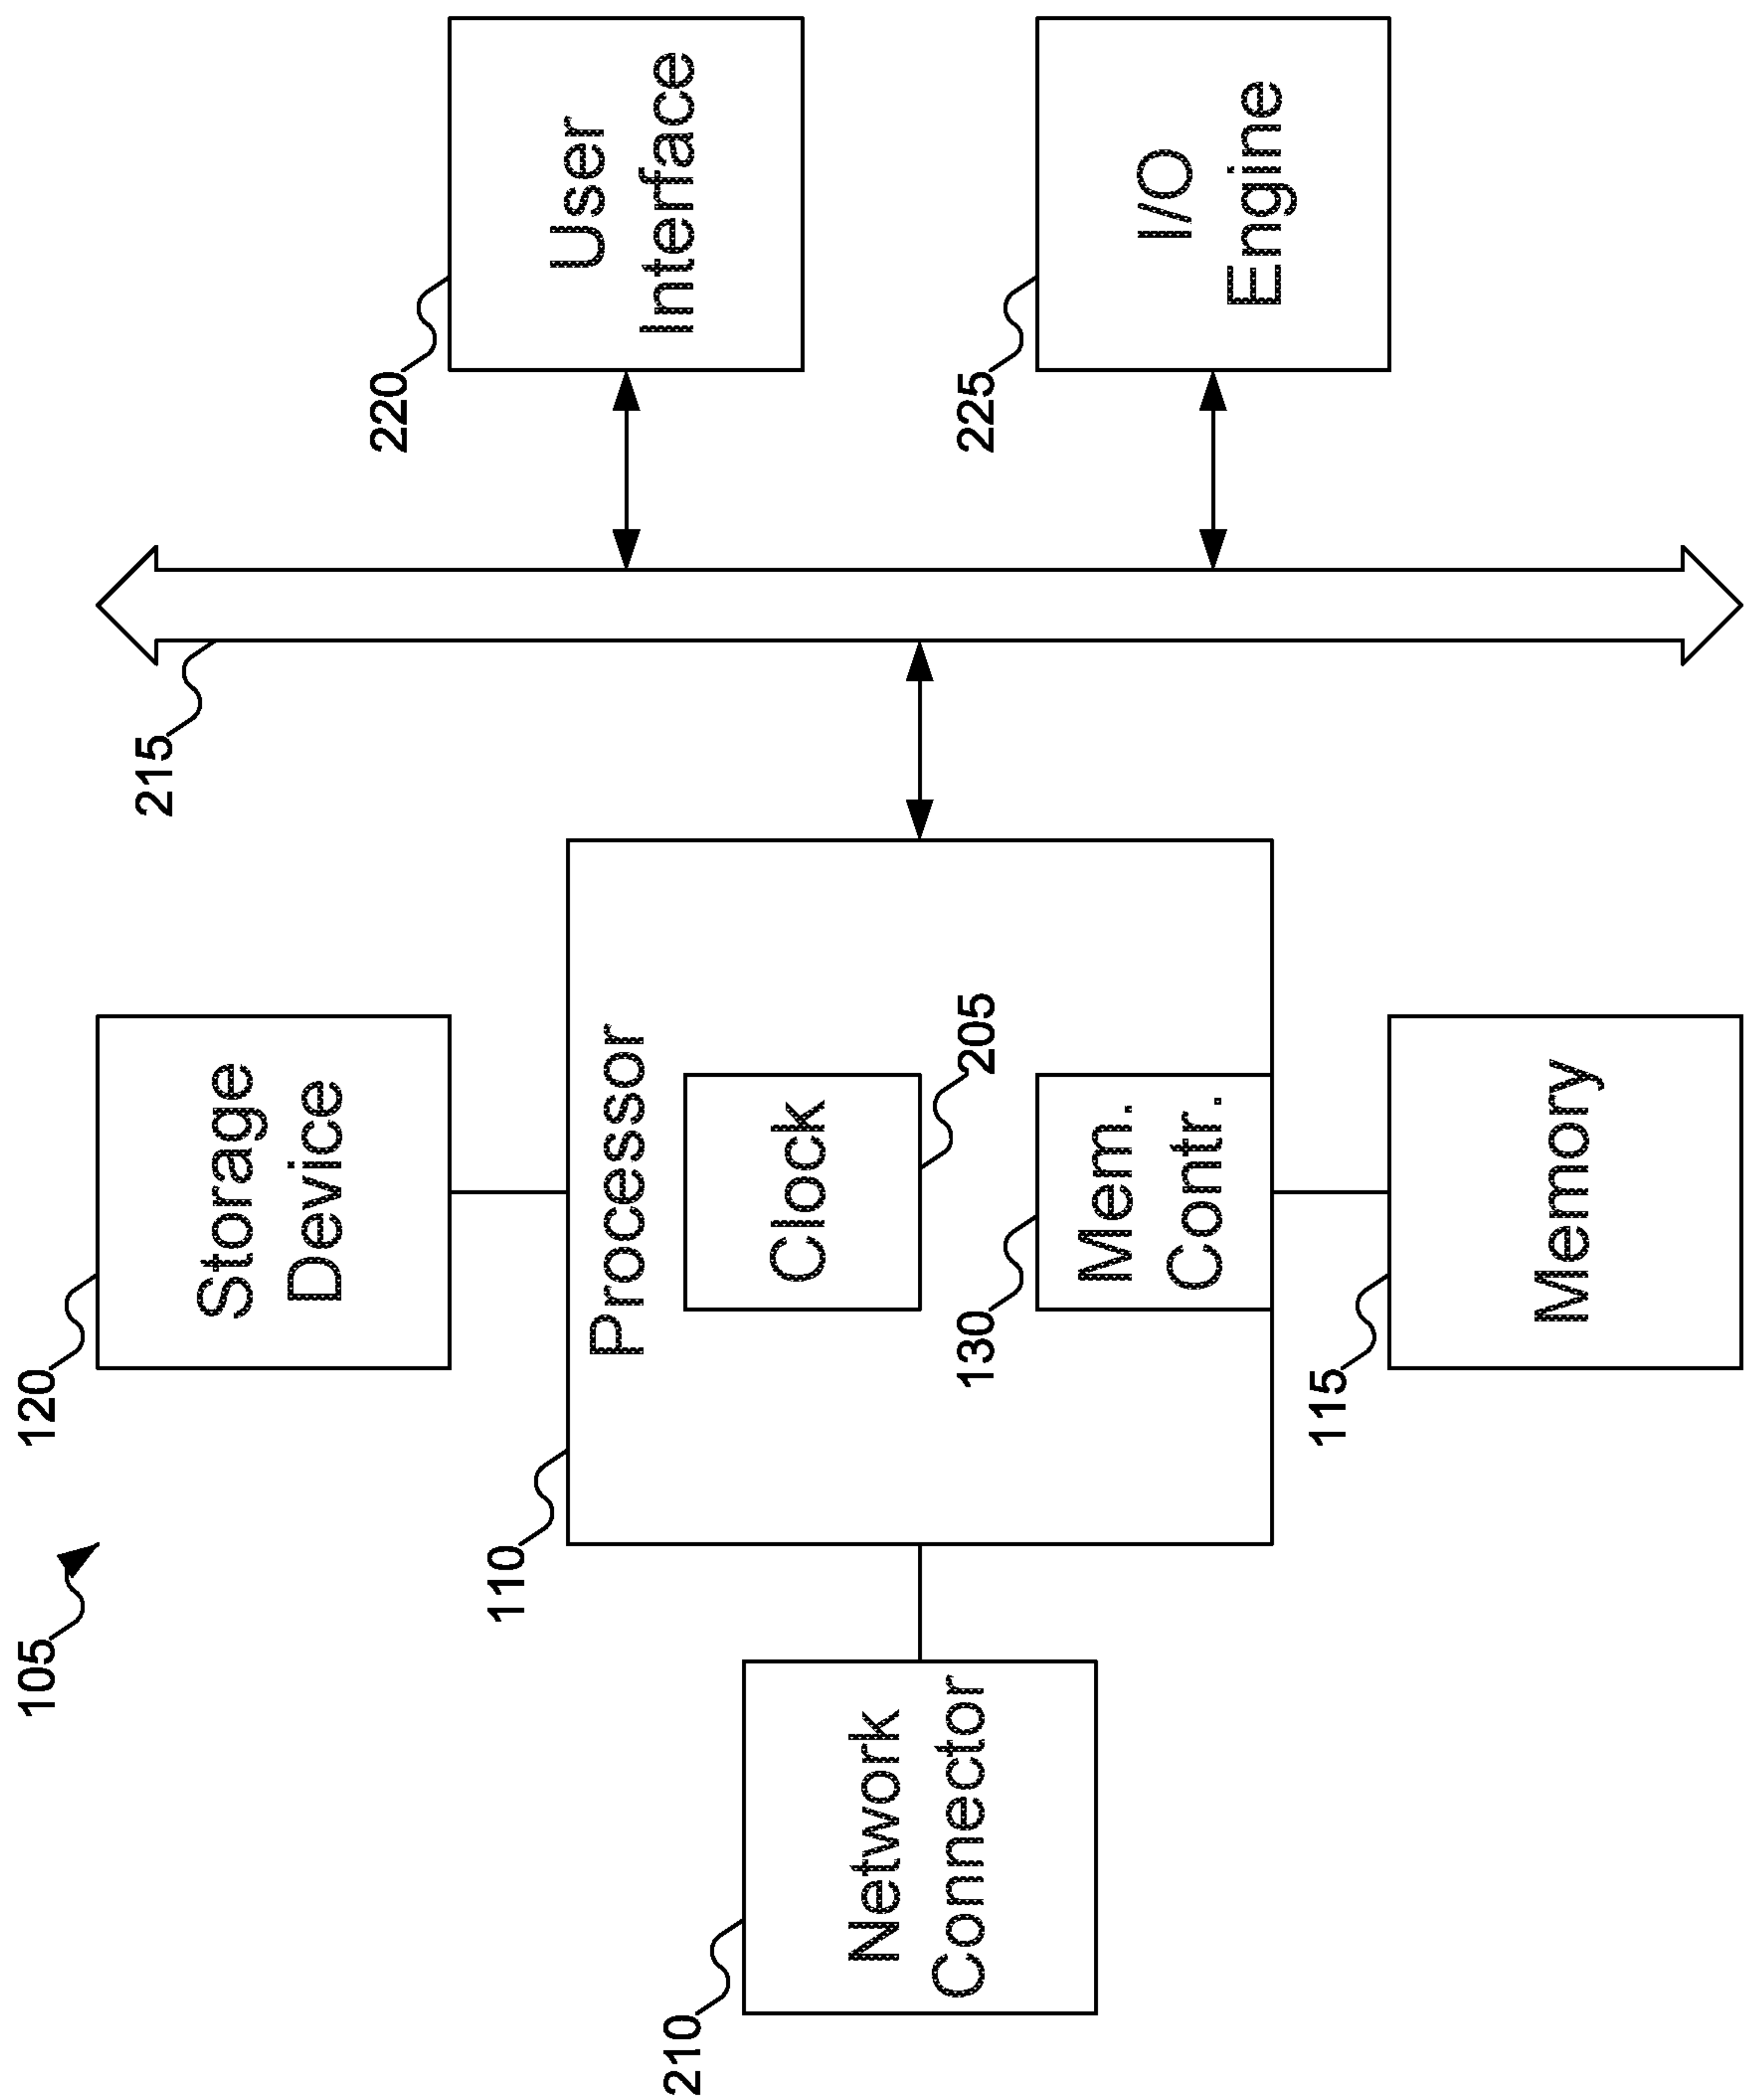 105
120
Storage
Device
215
220
User
Interface
110
Processor
210
Network
Connector
Clock
205
130
Mem.
Contr.
225
I/O
Engine
115
Memory